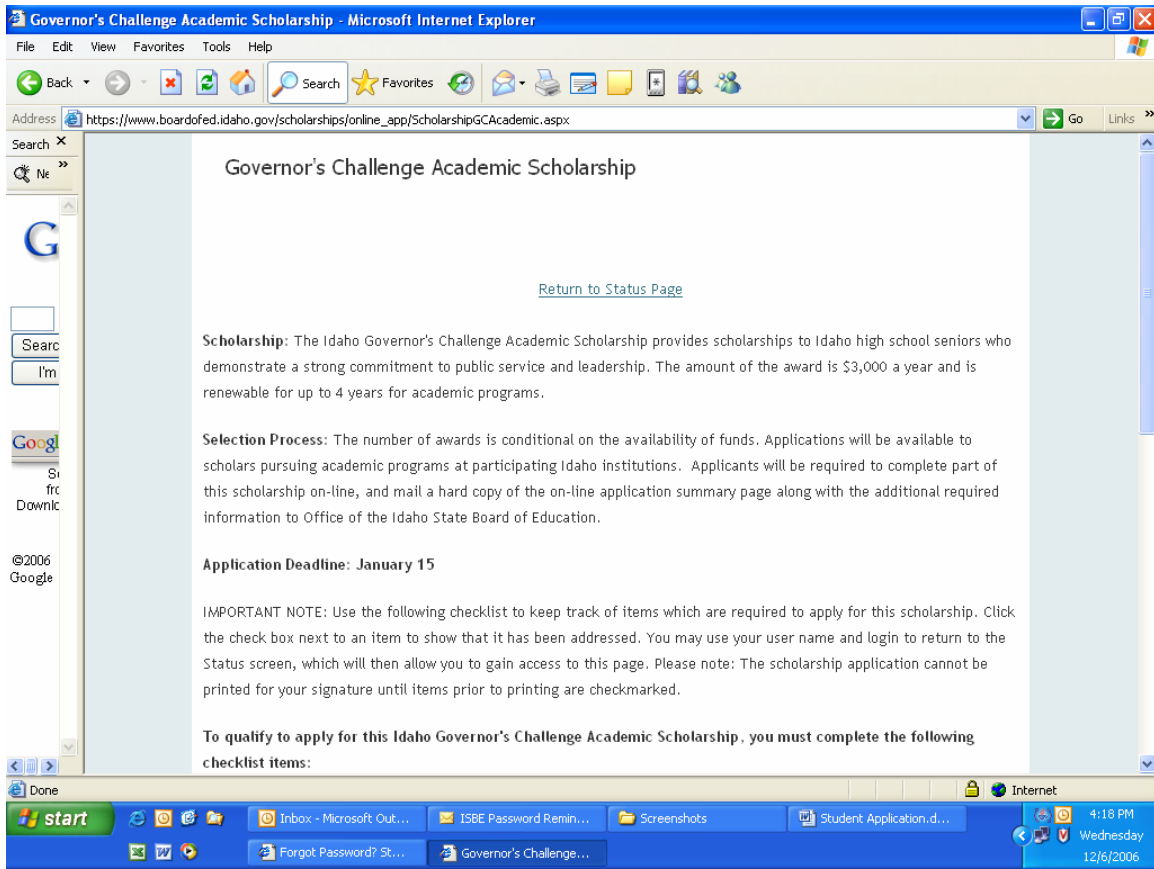 Governor's Challenge Academic Scholarship - Microsoft Internet Explorer
File Edit View Favorites Tools Help
Back Search Favorites
Address https://www.boardofed.idaho.gov/scholarships/online_app/ScholarshipGCAcademic.aspx Go Links »
Search ×
Ne »
G
Searc
I'm
Googl
fro
Downlo
©2006
Google
Governor's Challenge Academic Scholarship
Return to Status Page
Scholarship: The Idaho Governor's Challenge Academic Scholarship provides scholarships to Idaho high school seniors who
demonstrate a strong commitment to public service and leadership. The amount of the award is $3,000 a year and is
renewable for up to 4 years for academic programs.
Selection Process: The number of awards is conditional on the availability of funds. Applications will be available to
scholars pursuing academic programs at participating Idaho institutions. Applicants will be required to complete part of
this scholarship on-line, and mail a hard copy of the on-line application summary page along with the additional required
information to Office of the Idaho State Board of Education.
Application Deadline: January 15
IMPORTANT NOTE: Use the following checklist to keep track of items which are required to apply for this scholarship. Click
the check box next to an item to show that it has been addressed. You may use your user name and login to return to the
Status screen, which will then allow you to gain access to this page. Please note: The scholarship application cannot be
printed for your signature until items prior to printing are checkmarked.
To qualify to apply for this Idaho Governor's Challenge Academic Scholarship, you must complete the following
checklist items:
Done Internet
start Inbox - Microsoft Out... ISBE Password Remin... Screenshots Student Application.d... 4:18 PM
Wednesday
Forgot Password? St... Governor's Challenge... 12/6/2006